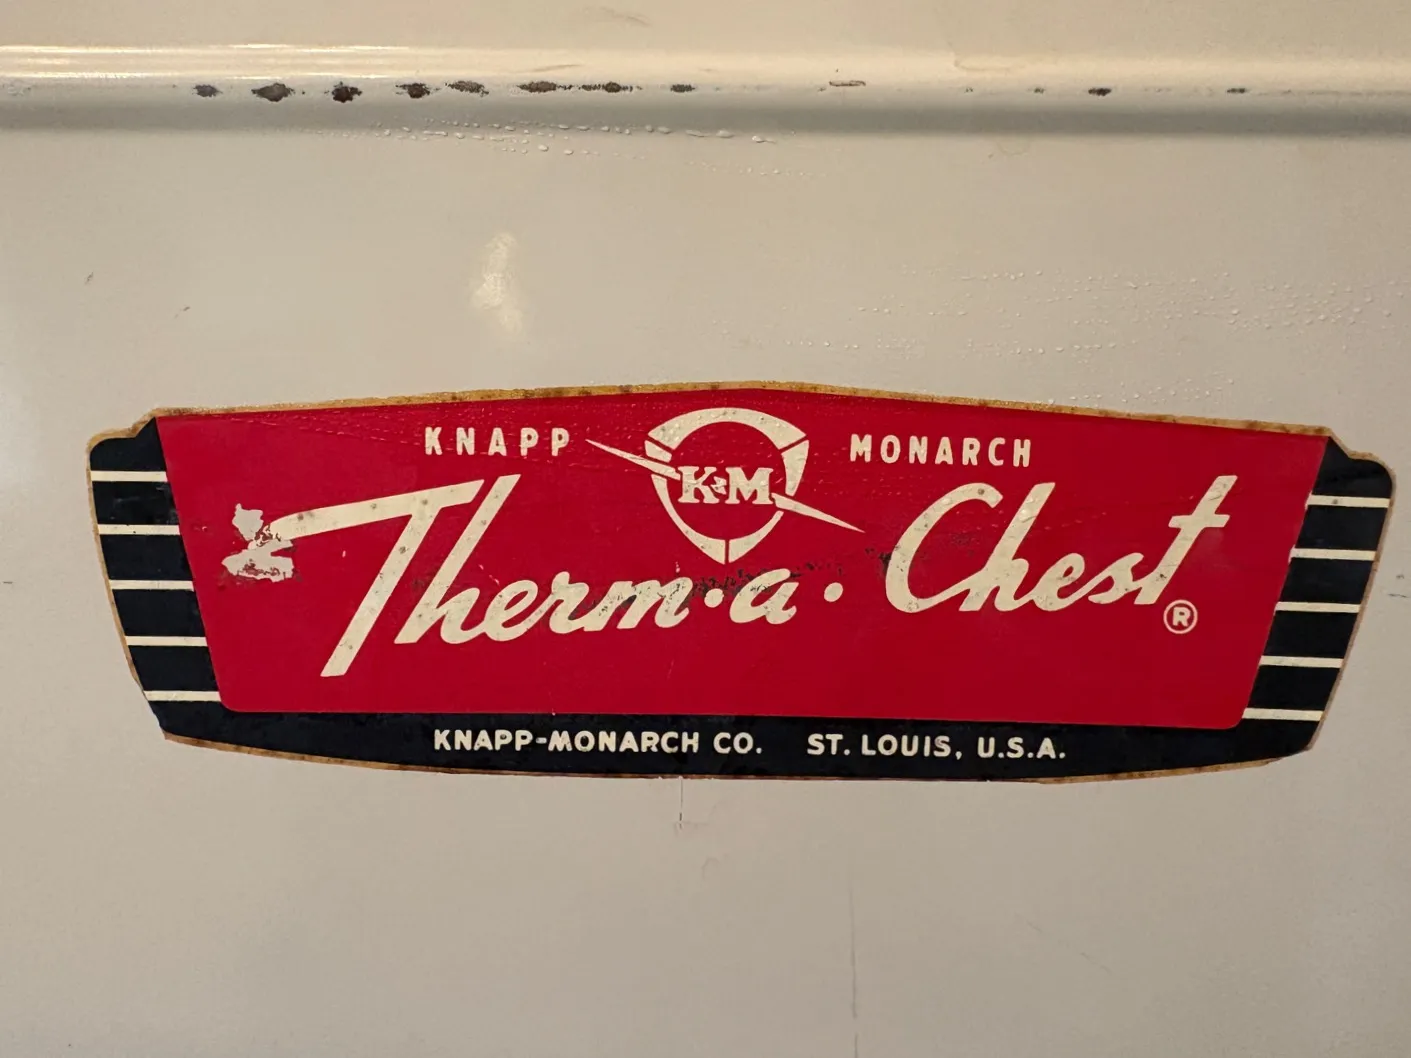 KNAPP K&M MONARCH
Therm·a·Chest®
KNAPP-MONARCH CO. ST. LOUIS, U.S.A.